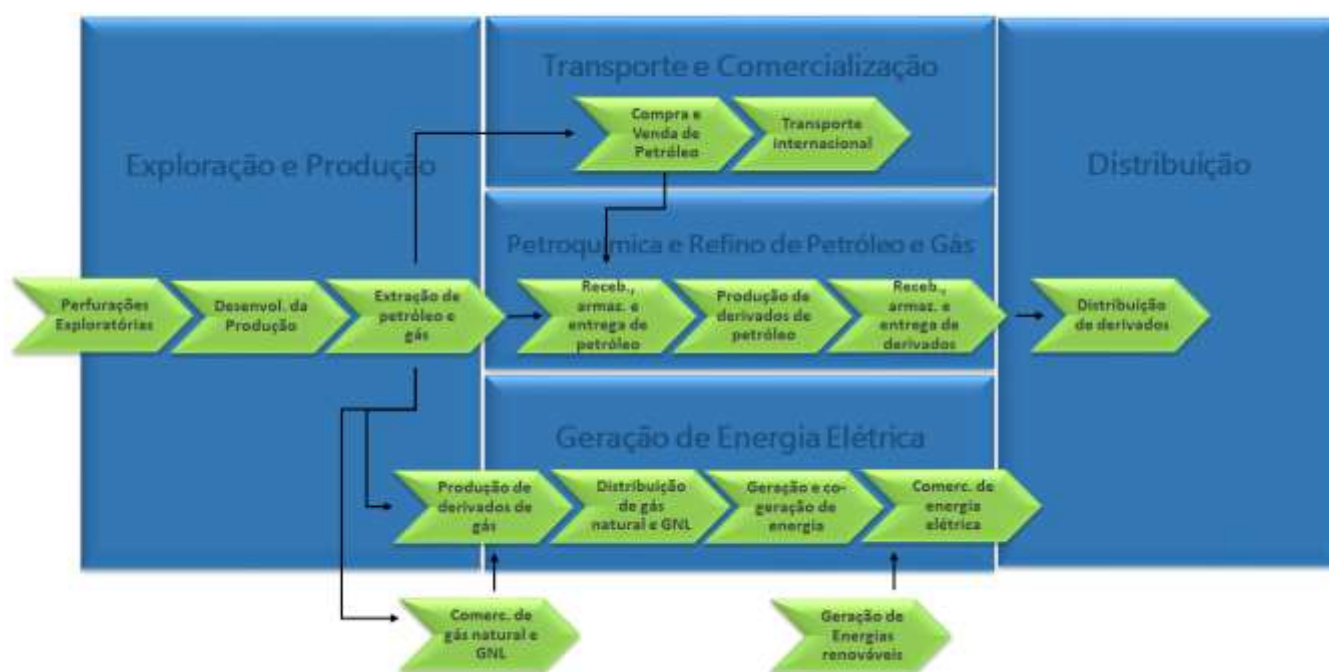 Transporte e Comercialização
Compra e
Venda de
Petróleo
Transporte
internacional
Exploração e Produção
Distribuição
Petroquímica e Refino de Petróleo e Gás
Perfurações
Exploratórias
Desenvol. da
Produção
Extração de
petróleo e
gás
Receb.,
armaz. e
entrega de
petróleo
Produção de
derivados de
petróleo
Receb.,
armaz. e
entrega de
derivados
Distribuição
de derivados
Geração de Energia Elétrica
Produção de
derivados de
gás
Distribuição
de gás
natural e GNL
Geração e co-
geração de
energia
Comerc. de
energia
elétrica
Comerc. de
gás natural e
GNL
Geração de
Energias
renováveis